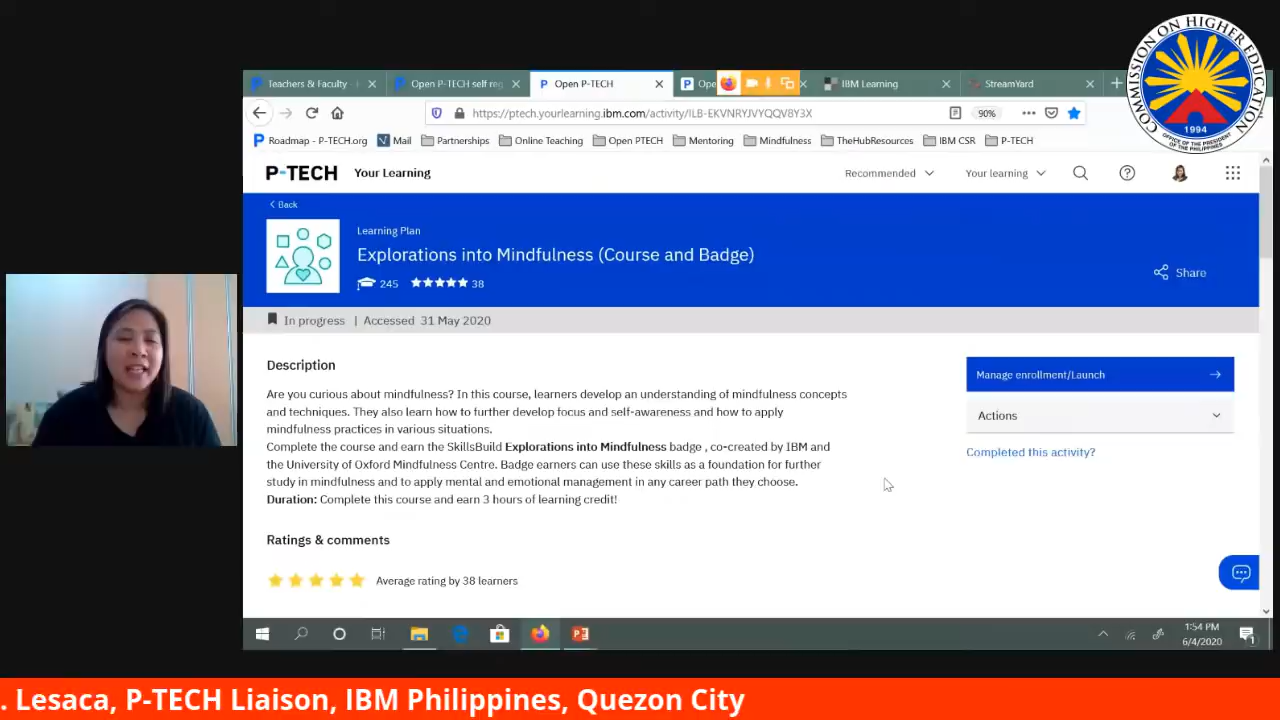 COMMISSION ON HIGHER EDUCATION
1994
OFFICE OF THE PRESIDENT
OF THE PHILIPPINES
Teachers & Faculty
Open P-TECH self reg
Open P-TECH
Ope
IBM Learning
StreamYard
https://ptech.yourlearning.ibm.com/activity/ILB-EKVNRYJVYQQV8Y3X
90%
Roadmap - P-TECH.org
Mail
Partnerships
Online Teaching
Open PTECH
Mentoring
Mindfulness
TheHubResources
IBM CSR
P-TECH
P-TECH Your Learning
Recommended
Your learning
Back
Learning Plan
Explorations into Mindfulness (Course and Badge)
245
38
Share
In progress | Accessed 31 May 2020
Description
Are you curious about mindfulness? In this course, learners develop an understanding of mindfulness concepts
and techniques. They also learn how to further develop focus and self-awareness and how to apply
mindfulness practices in various situations.
Complete the course and earn the SkillsBuild Explorations into Mindfulness badge , co-created by IBM and
the University of Oxford Mindfulness Centre. Badge earners can use these skills as a foundation for further
study in mindfulness and to apply mental and emotional management in any career path they choose.
Duration: Complete this course and earn 3 hours of learning credit!
Manage enrollment/Launch
Actions
Completed this activity?
Ratings & comments
Average rating by 38 learners
1:54 PM
6/4/2020
1
. Lesaca, P-TECH Liaison, IBM Philippines, Quezon City